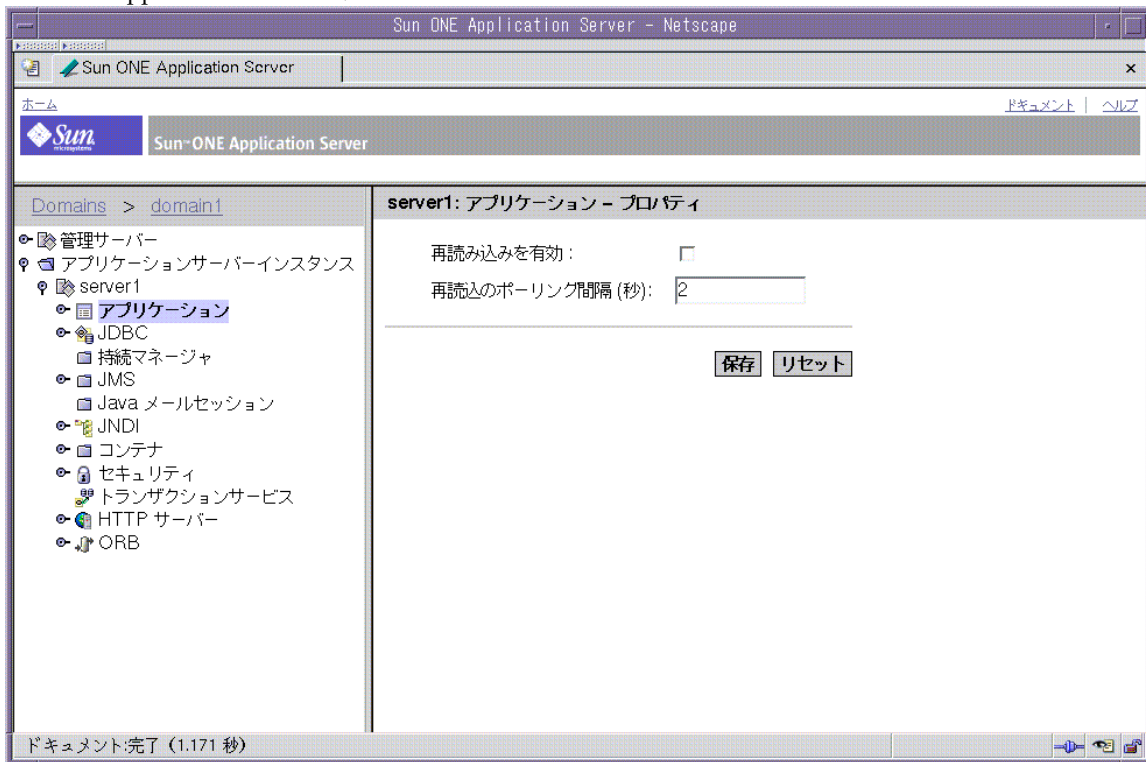 Sun ONE Application Server – Netscape
Sun ONE Application Server
ホーム
ドキュメント | ヘルプ
Sun microsystems
Sun™ ONE Application Server
Domains > domain1
server1: アプリケーション – プロパティ
管理サーバー
アプリケーションサーバーインスタンス
server1
アプリケーション
JDBC
持続マネージャ
JMS
Java メールセッション
JNDI
コンテナ
セキュリティ
トランザクションサービス
HTTP サーバー
ORB
再読み込みを有効 :
再読込のポーリング間隔 (秒): 2
保存 リセット
ドキュメント:完了 (1.171 秒)